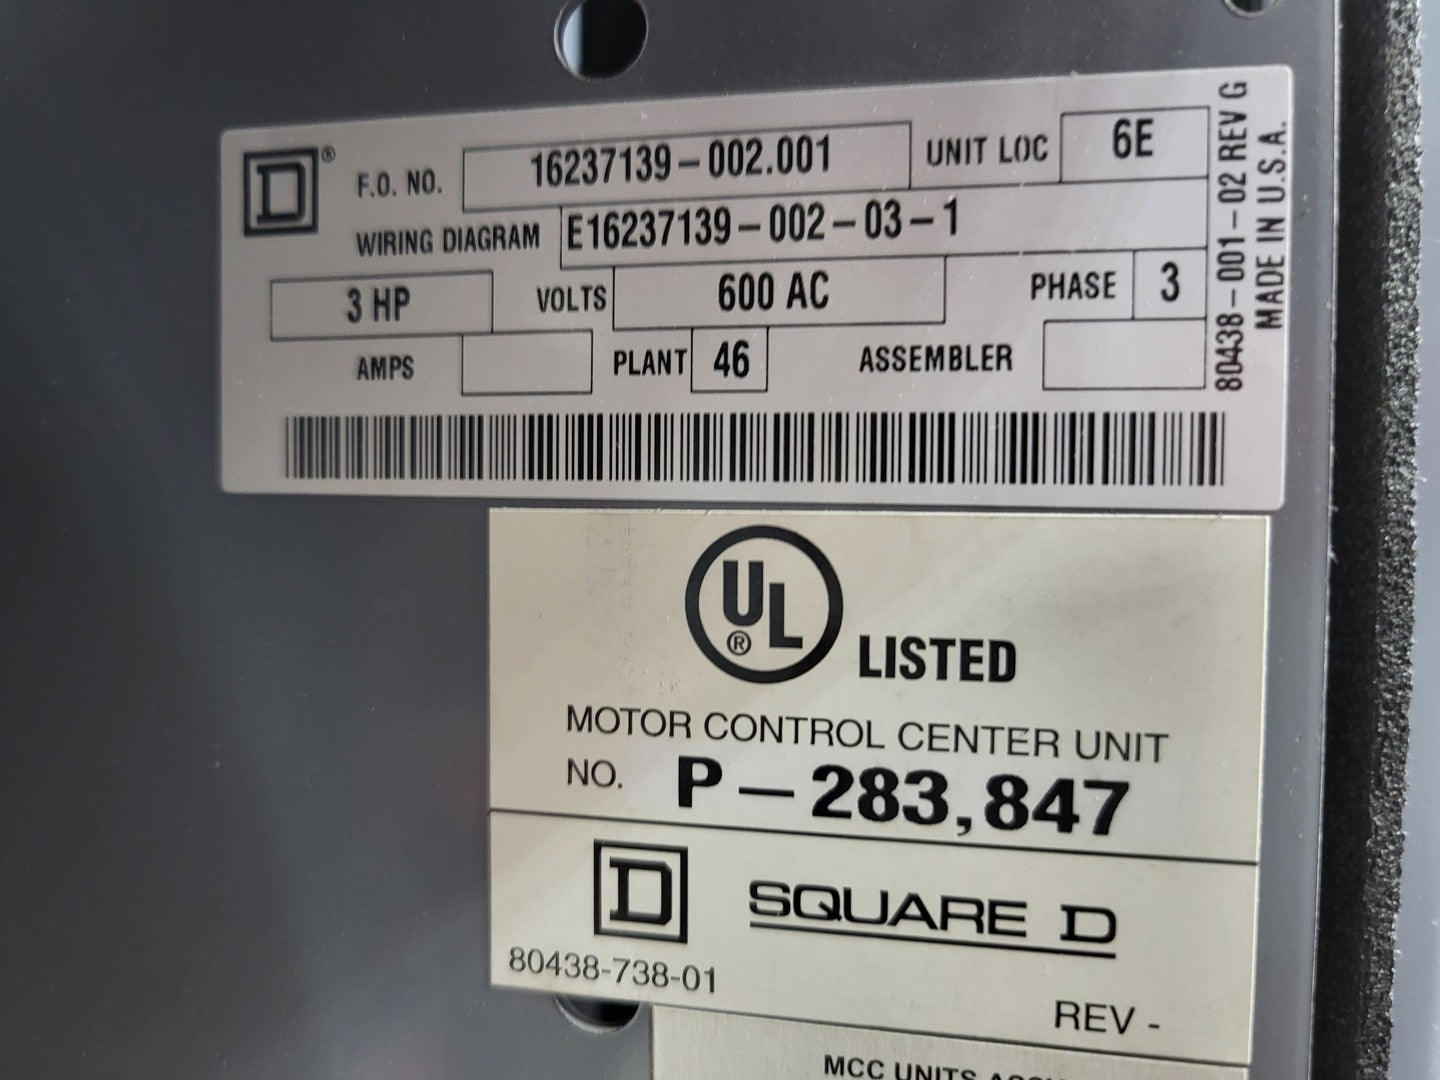 D® F.O. NO. 16237139-002.001 UNIT LOC 6E
WIRING DIAGRAM E16237139-002-03-1
3 HP VOLTS 600 AC PHASE 3
AMPS PLANT 46 ASSEMBLER
80438-001-02 REV G
MADE IN U.S.A.
UL® LISTED
MOTOR CONTROL CENTER UNIT
NO. P-283,847
D SQUARE D
80438-738-01
REV -
MCC UNITS